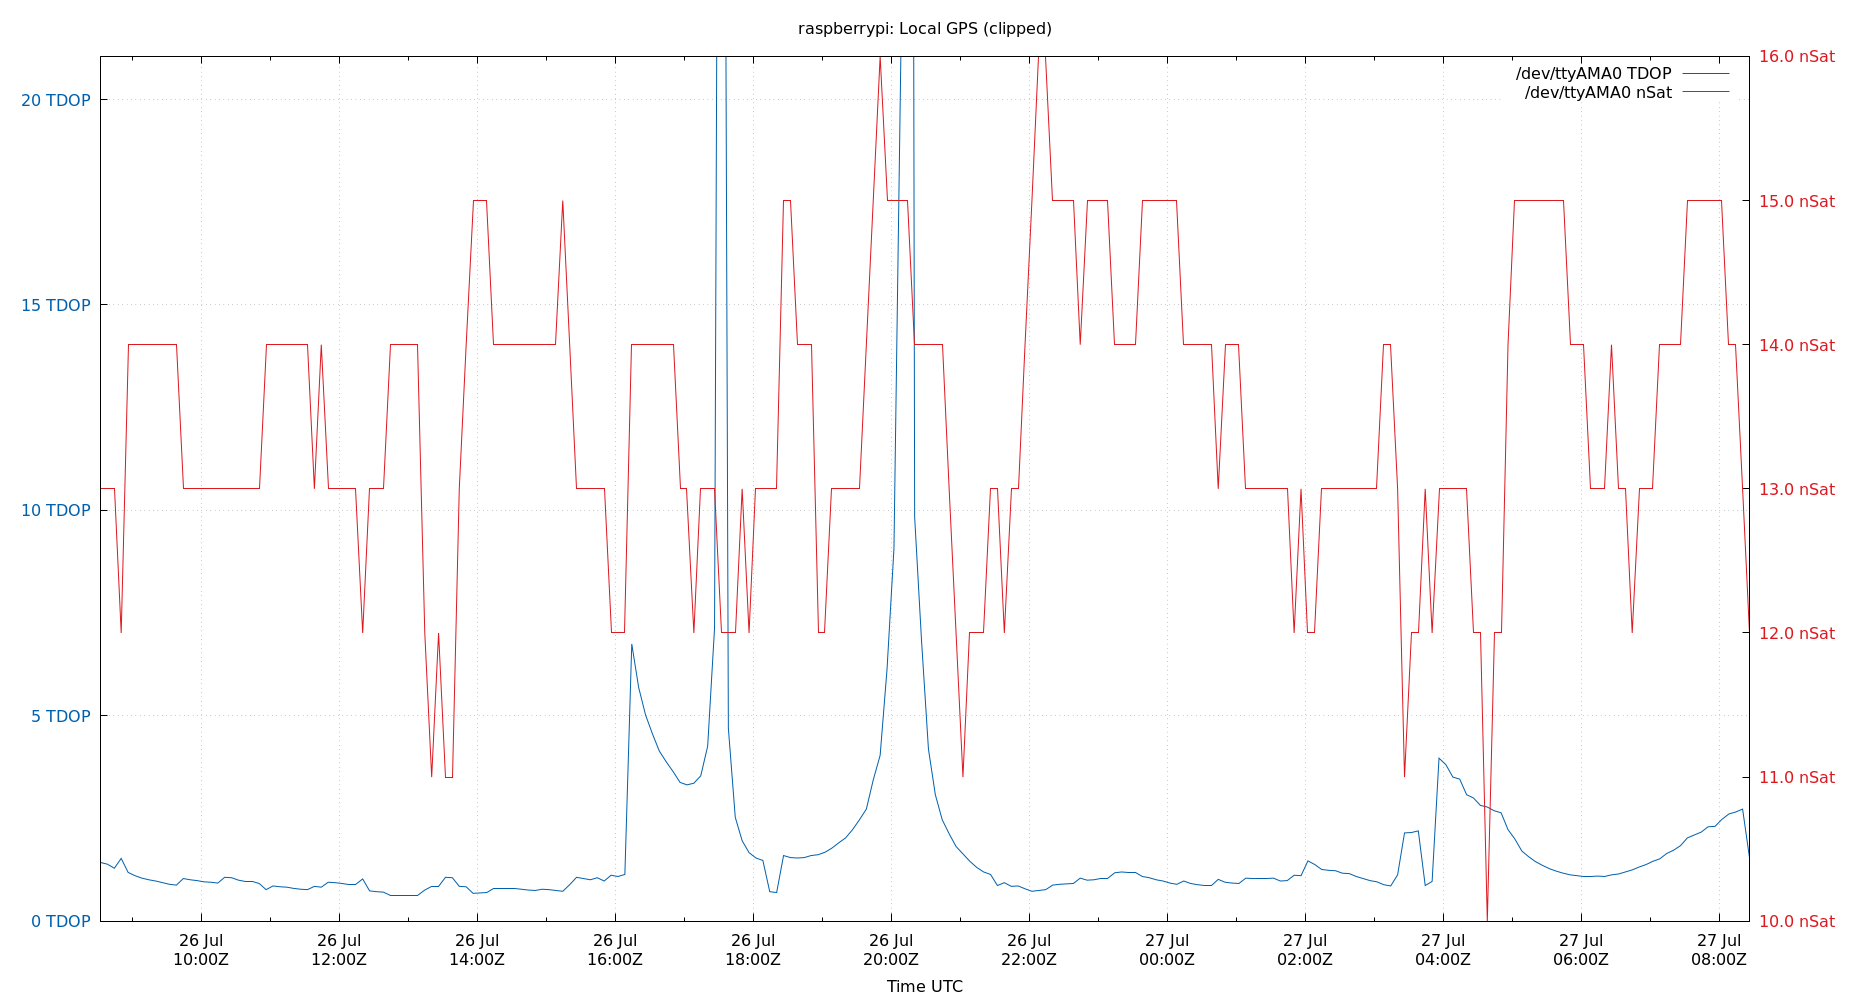 raspberrypi: Local GPS (clipped)
/dev/ttyAMA0 TDOP
/dev/ttyAMA0 nSat
20 TDOP
15 TDOP
10 TDOP
5 TDOP
0 TDOP
16.0 nSat
15.0 nSat
14.0 nSat
13.0 nSat
12.0 nSat
11.0 nSat
10.0 nSat
26 Jul
10:00Z
26 Jul
12:00Z
26 Jul
14:00Z
26 Jul
16:00Z
26 Jul
18:00Z
26 Jul
20:00Z
26 Jul
22:00Z
27 Jul
00:00Z
27 Jul
02:00Z
27 Jul
04:00Z
27 Jul
06:00Z
27 Jul
08:00Z
Time UTC